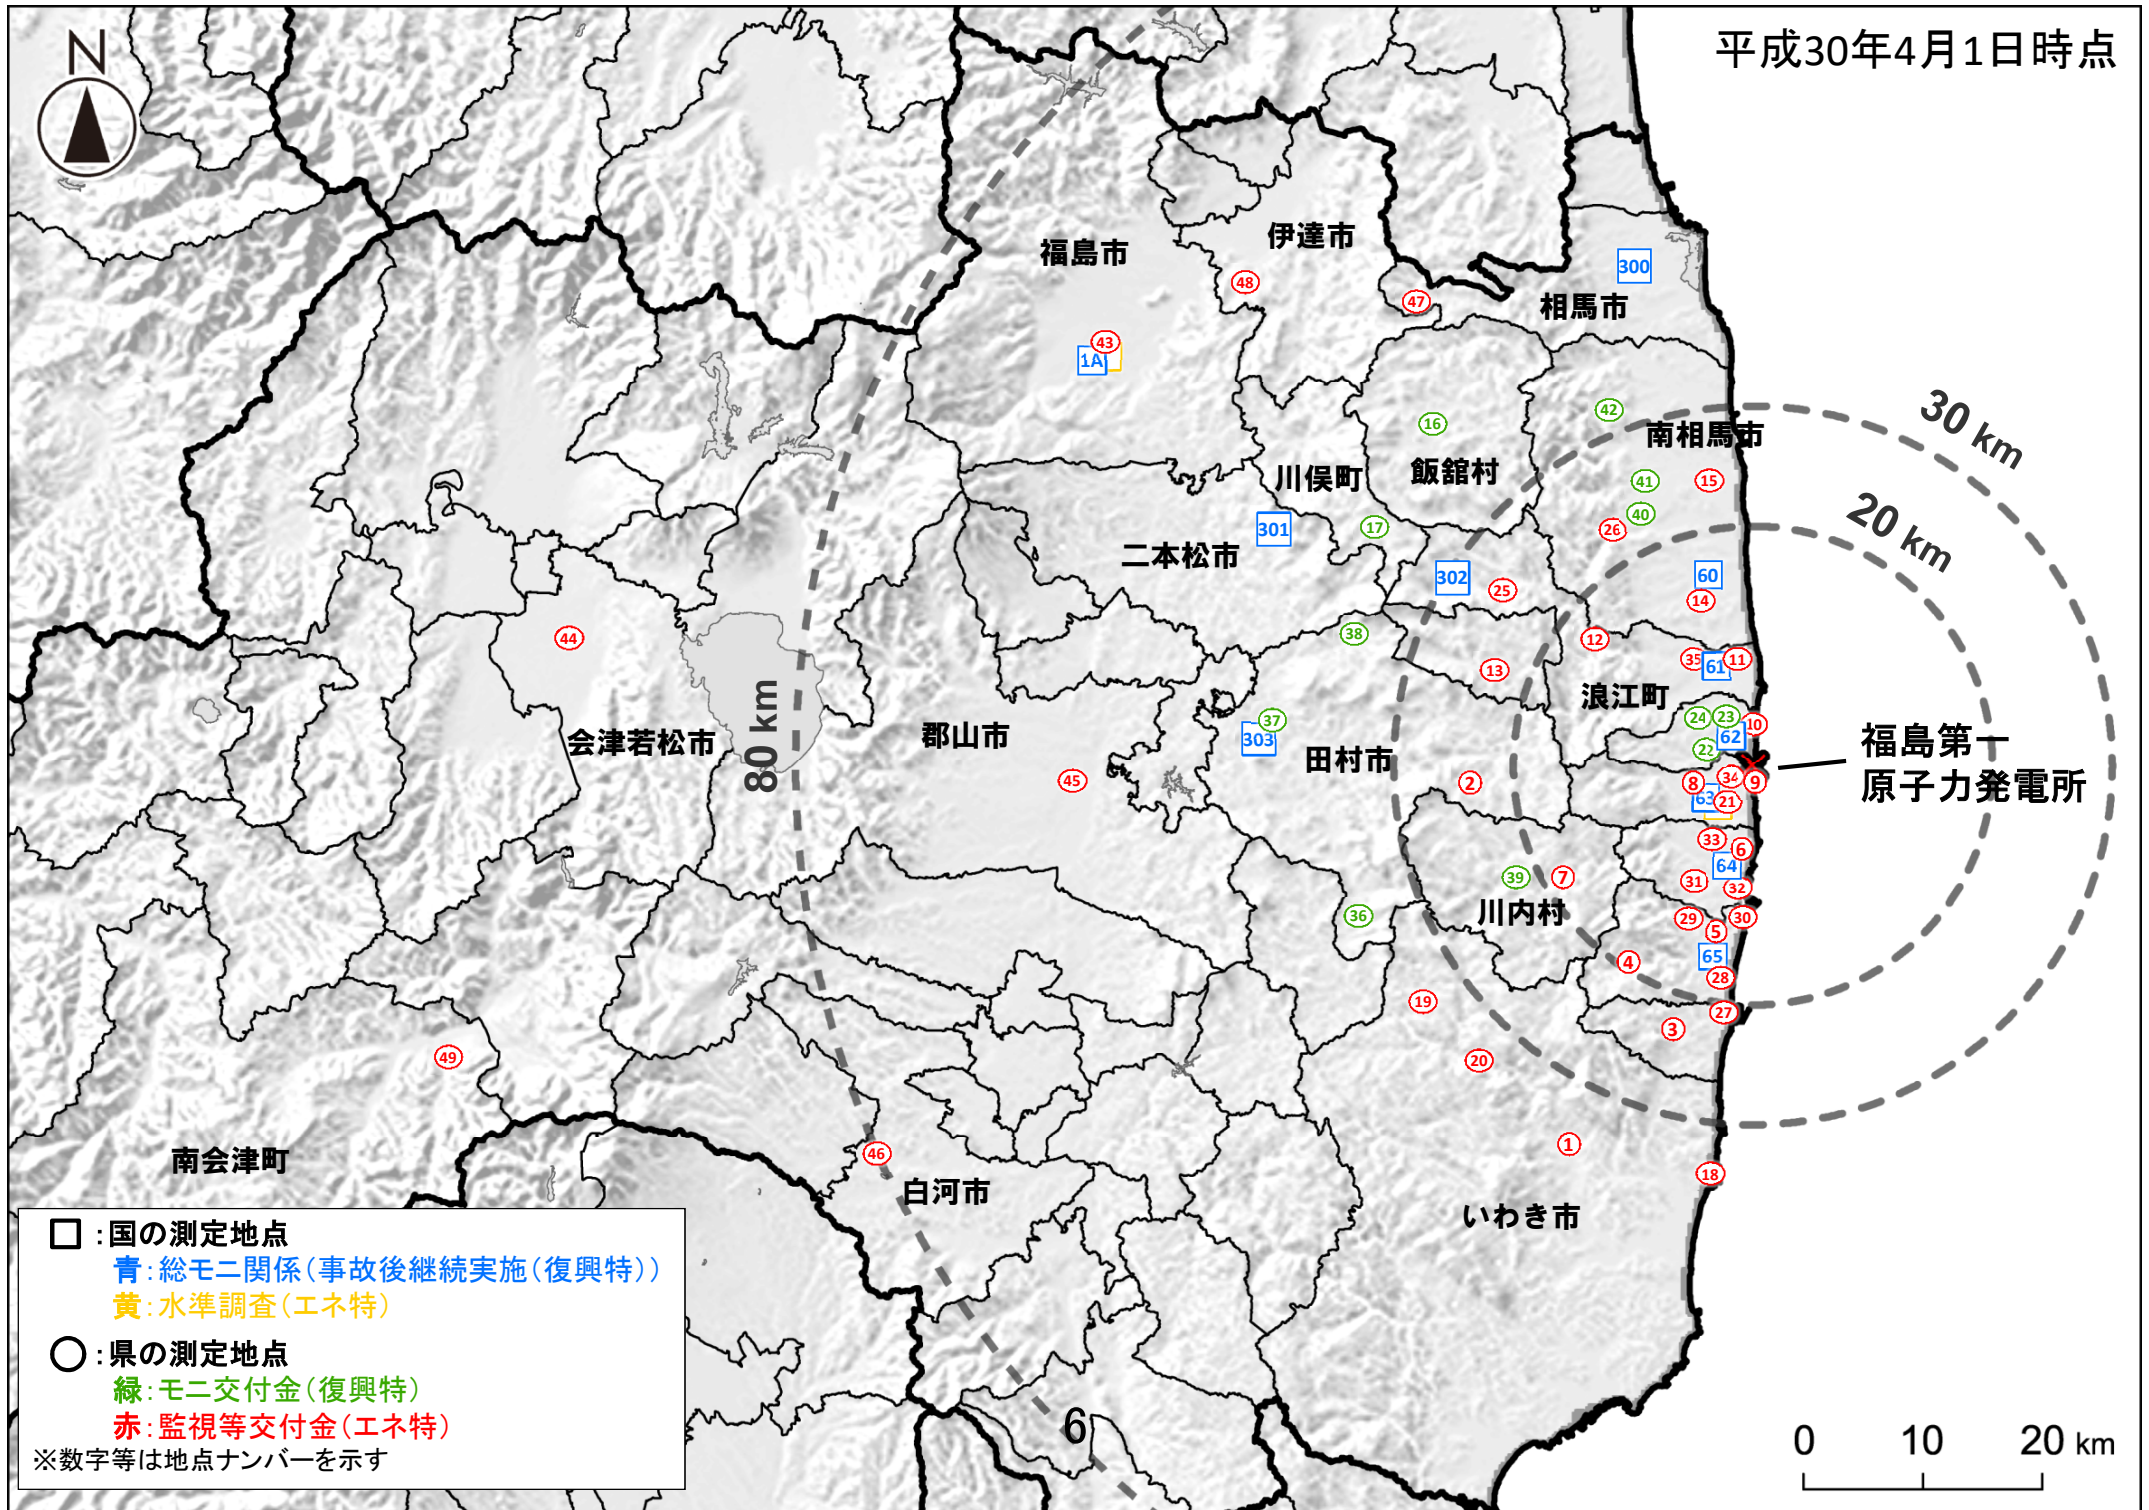 平成30年4月1日時点
N
伊達市
福島市
300
48
47
相馬市
43
1A
30 km
42
16
南相馬市
川俣町
飯舘村
41
15
20 km
40
17
26
301
二本松市
302
60
25
14
38
12
44
35
61
11
13
浪江町
24
23
10
37
62
303
22
会津若松市
80 km
郡山市
田村市
福島第一
原子力発電所
34
45
2
8
9
63
21
33
6
64
39
7
31
32
川内村
36
29
30
5
65
4
28
19
27
3
49
20
1
46
南会津町
白河市
18
いわき市
□:国の測定地点
青:総モニ関係(事故後継続実施(復興特))
黄:水準調査(エネ特)
○:県の測定地点
緑:モニ交付金(復興特)
赤:監視等交付金(エネ特)
※数字等は地点ナンバーを示す
6
0 10 20 km